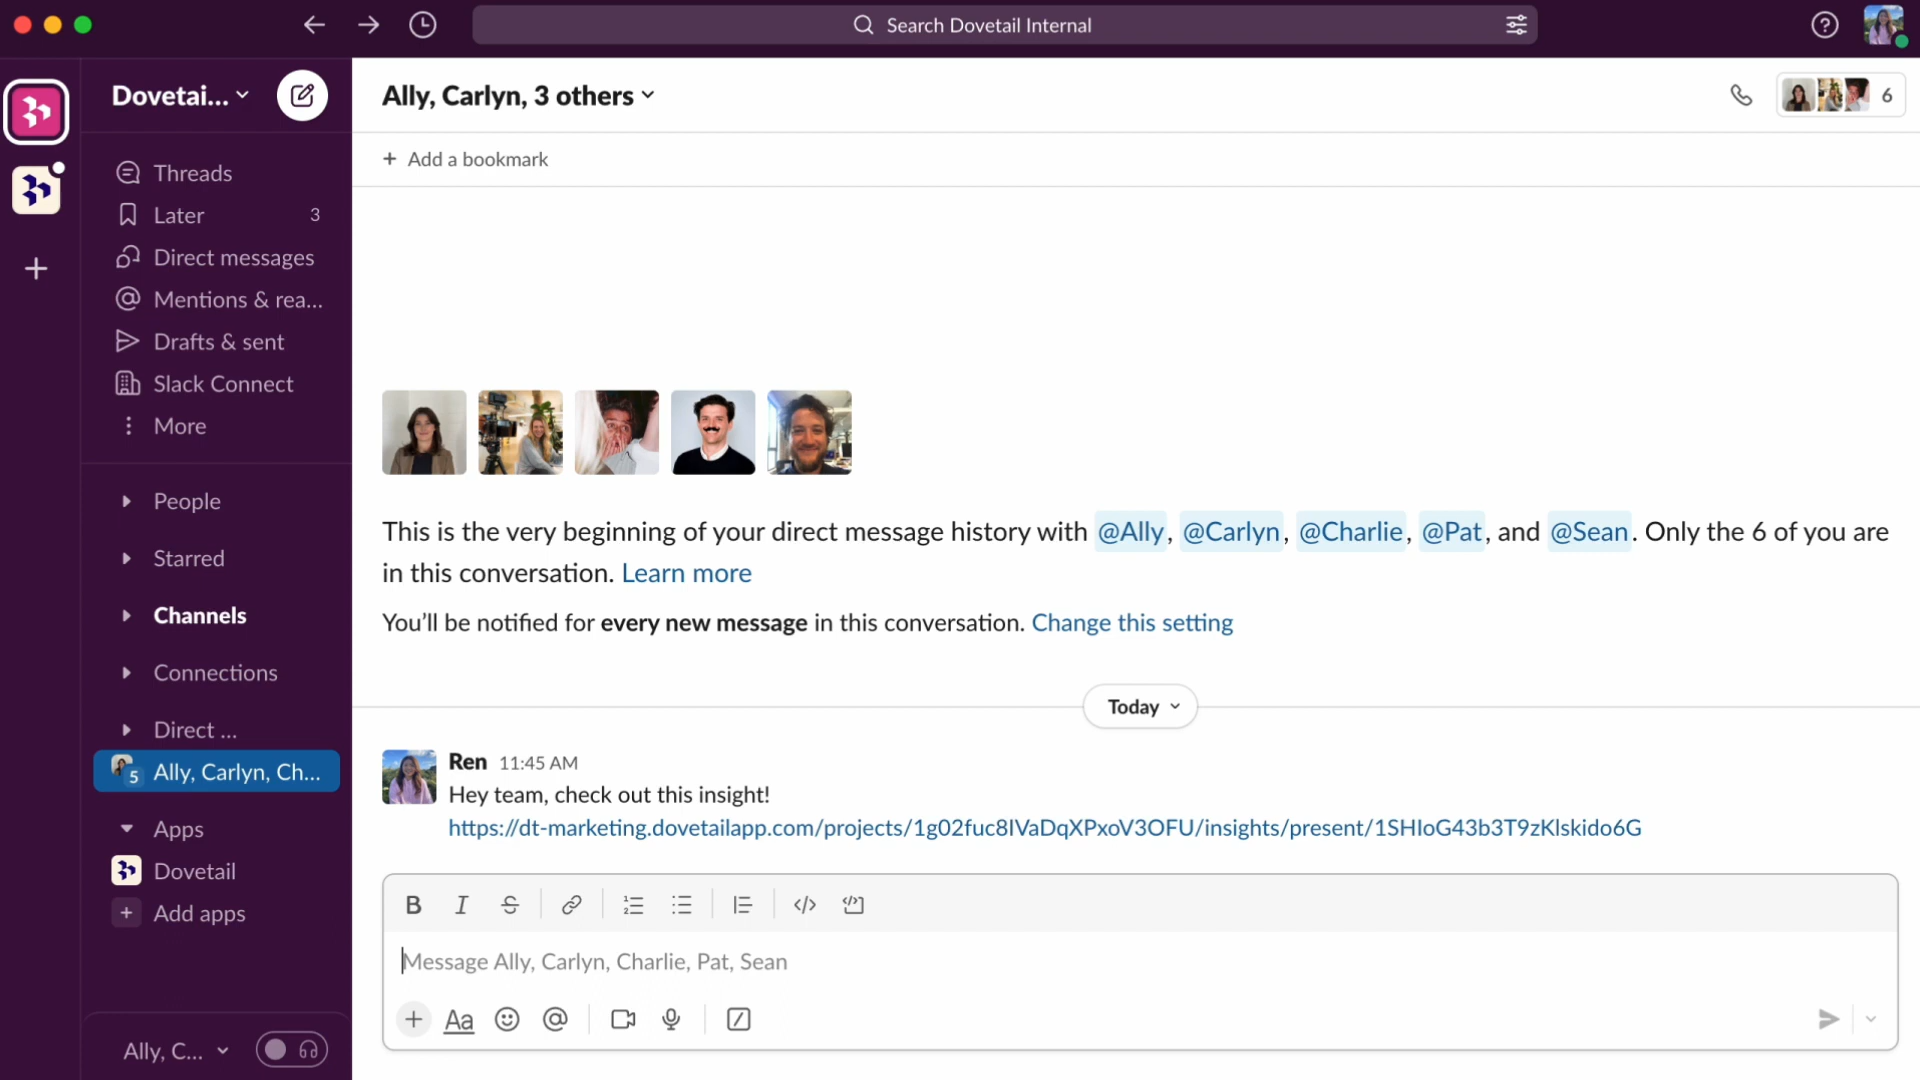 Search Dovetail Internal
Dovetai...
Threads
Later 3
Direct messages
Mentions & rea...
Drafts & sent
Slack Connect
More
People
Starred
Channels
Connections
Direct ...
5 Ally, Carlyn, Ch...
Apps
Dovetail
Add apps
Ally, C...
Ally, Carlyn, 3 others
6
+ Add a bookmark
This is the very beginning of your direct message history with @Ally, @Carlyn, @Charlie, @Pat, and @Sean. Only the 6 of you are
in this conversation. Learn more
You’ll be notified for every new message in this conversation. Change this setting
Today
Ren 11:45 AM
Hey team, check out this insight!
https://dt-marketing.dovetailapp.com/projects/1g02fuc8IVaDqXPxoV3OFU/insights/present/1SHIoG43b3T9zKlskido6G
B I S
Message Ally, Carlyn, Charlie, Pat, Sean
Aa